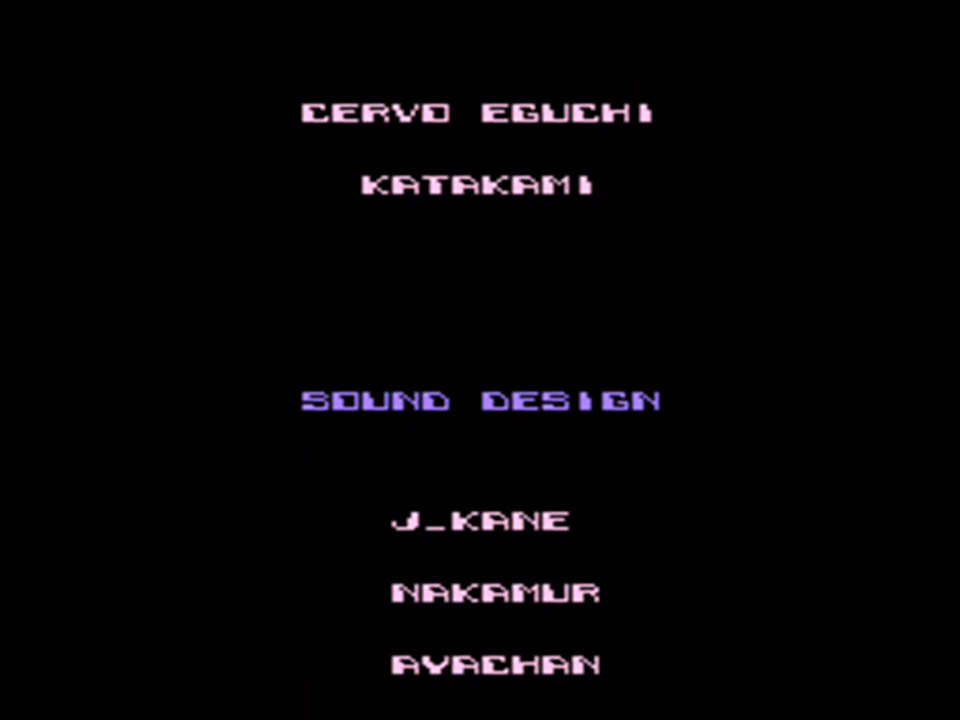 CERVO EGUCHI
KATAKAMI
SOUND DESIGN
J_KANE
NAKAMUR
AYACHAN